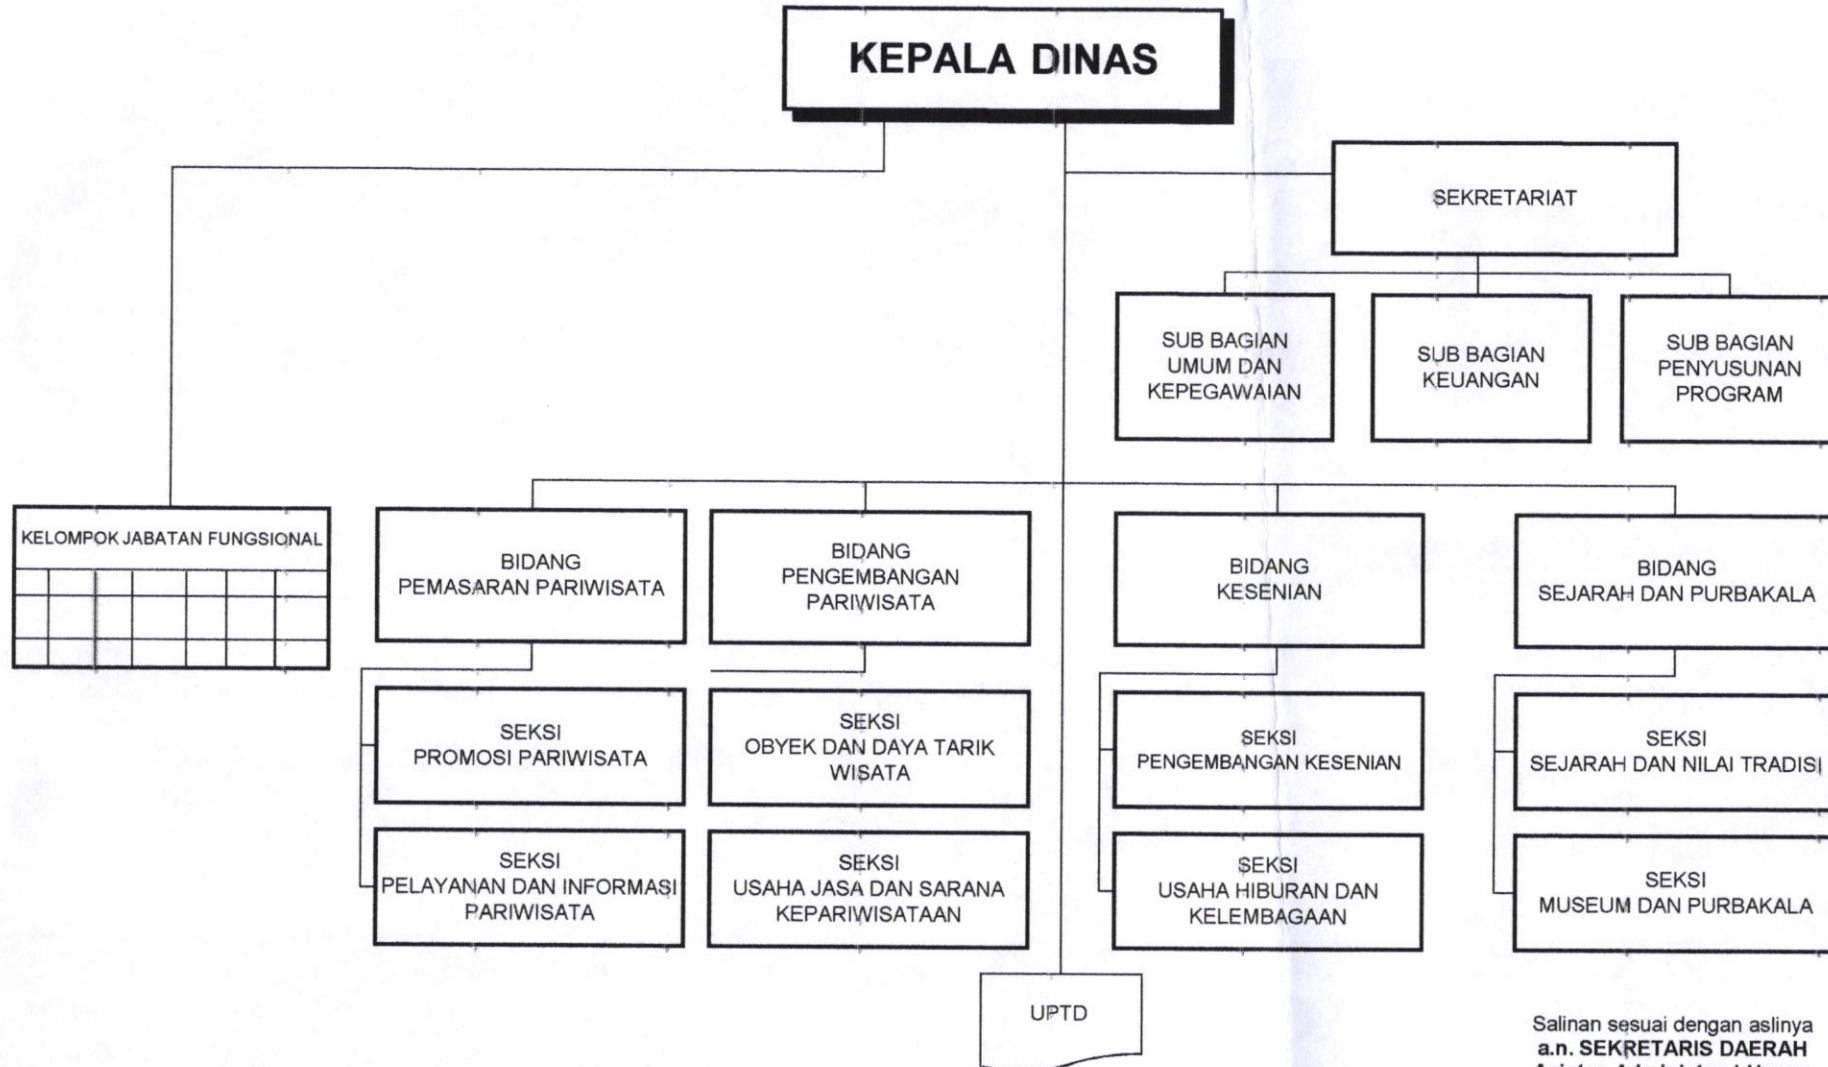 KEPALA DINAS
SEKRETARIAT
SUB BAGIAN
UMUM DAN
KEPEGAWAIAN
SUB BAGIAN
KEUANGAN
SUB BAGIAN
PENYUSUNAN
PROGRAM
KELOMPOK JABATAN FUNGSIONAL
BIDANG
PEMASARAN PARIWISATA
BIDANG
PENGEMBANGAN
PARIWISATA
BIDANG
KESENIAN
BIDANG
SEJARAH DAN PURBAKALA
SEKSI
PROMOSI PARIWISATA
SEKSI
OBYEK DAN DAYA TARIK
WISATA
SEKSI
PENGEMBANGAN KESENIAN
SEKSI
SEJARAH DAN NILAI TRADISI
SEKSI
PELAYANAN DAN INFORMASI
PARIWISATA
SEKSI
USAHA JASA DAN SARANA
KEPARIWISATAAN
SEKSI
USAHA HIBURAN DAN
KELEMBAGAAN
SEKSI
MUSEUM DAN PURBAKALA
UPTD
Salinan sesuai dengan aslinya
a.n. SEKRETARIS DAERAH